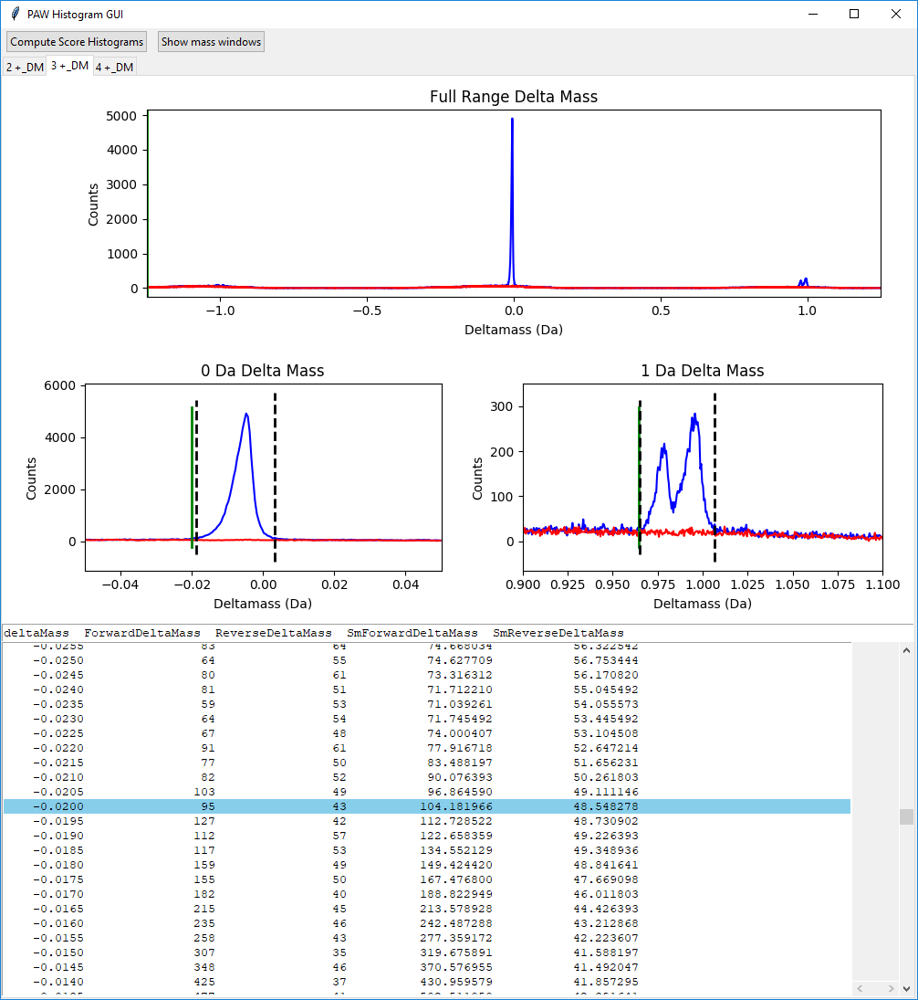 PAW Histogram GUI
Compute Score Histograms Show mass windows
2 +_DM 3 +_DM 4 +_DM
Full Range Delta Mass
5000
4000
3000
2000
1000
0
Counts
−1.0 −0.5 0.0 0.5 1.0
Deltamass (Da)
0 Da Delta Mass
6000
4000
2000
0
Counts
−0.04 −0.02 0.00 0.02 0.04
Deltamass (Da)
1 Da Delta Mass
300
200
100
0
Counts
0.900 0.925 0.950 0.975 1.000 1.025 1.050 1.075 1.100
Deltamass (Da)
deltaMass ForwardDeltaMass ReverseDeltaMass SmForwardDeltaMass SmReverseDeltaMass
-0.0255 83 64 74.668034 56.322542
-0.0250 64 55 74.627709 56.753444
-0.0245 80 61 73.316312 56.170820
-0.0240 81 51 71.712210 55.045492
-0.0235 59 53 71.039261 54.055573
-0.0230 64 54 71.745492 53.445492
-0.0225 67 48 74.000407 53.104508
-0.0220 91 61 77.916718 52.647214
-0.0215 77 50 83.488197 51.656231
-0.0210 82 52 90.076393 50.261803
-0.0205 103 49 96.864590 49.111146
-0.0200 95 43 104.181966 48.548278
-0.0195 127 42 112.728522 48.730902
-0.0190 112 57 122.658359 49.226393
-0.0185 117 53 134.552129 49.348936
-0.0180 159 49 149.424420 48.841641
-0.0175 155 50 167.476800 47.669098
-0.0170 182 40 188.822949 46.011803
-0.0165 215 45 213.578928 44.426393
-0.0160 235 46 242.487288 43.212868
-0.0155 258 43 277.359172 42.223607
-0.0150 307 35 319.675891 41.588197
-0.0145 348 46 370.576955 41.492047
-0.0140 425 37 430.959579 41.857295